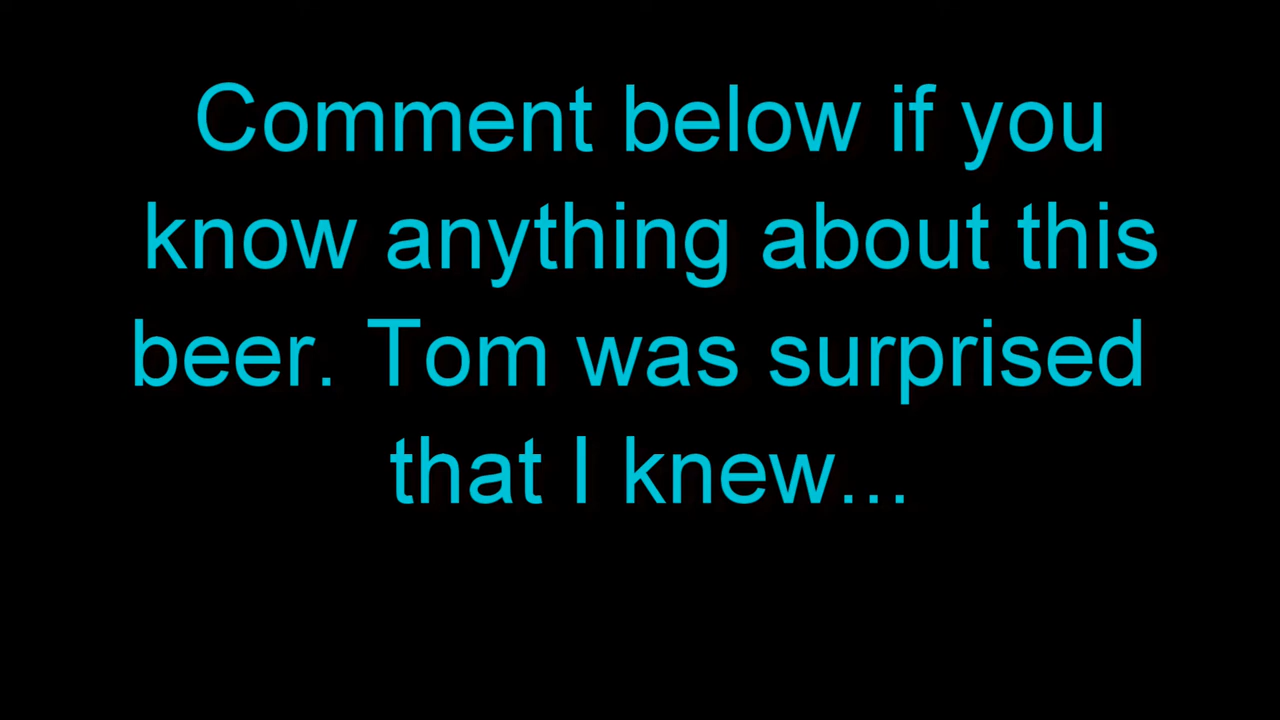 Comment below if you
know anything about this
beer. Tom was surprised
that I knew...